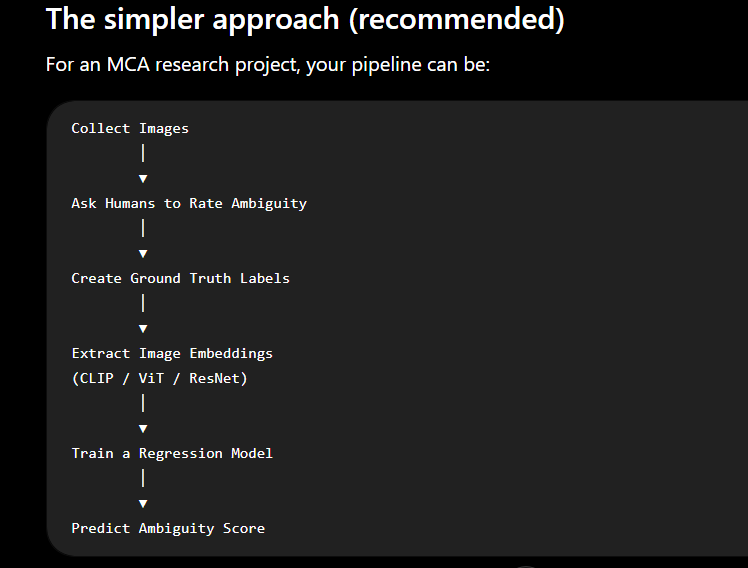 The simpler approach (recommended)
For an MCA research project, your pipeline can be:
Collect Images
Ask Humans to Rate Ambiguity
Create Ground Truth Labels
Extract Image Embeddings
(CLIP / ViT / ResNet)
Train a Regression Model
Predict Ambiguity Score